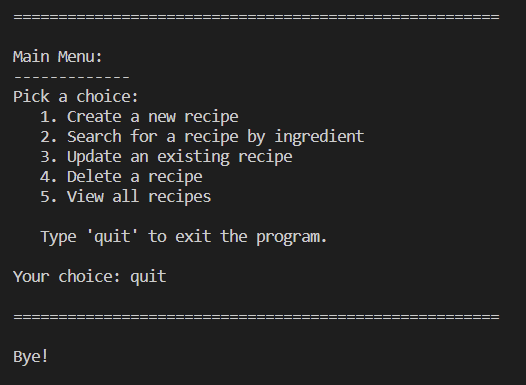 ======================================================
Main Menu:
-------------
Pick a choice:
1. Create a new recipe
2. Search for a recipe by ingredient
3. Update an existing recipe
4. Delete a recipe
5. View all recipes
Type 'quit' to exit the program.
Your choice: quit
======================================================
Bye!